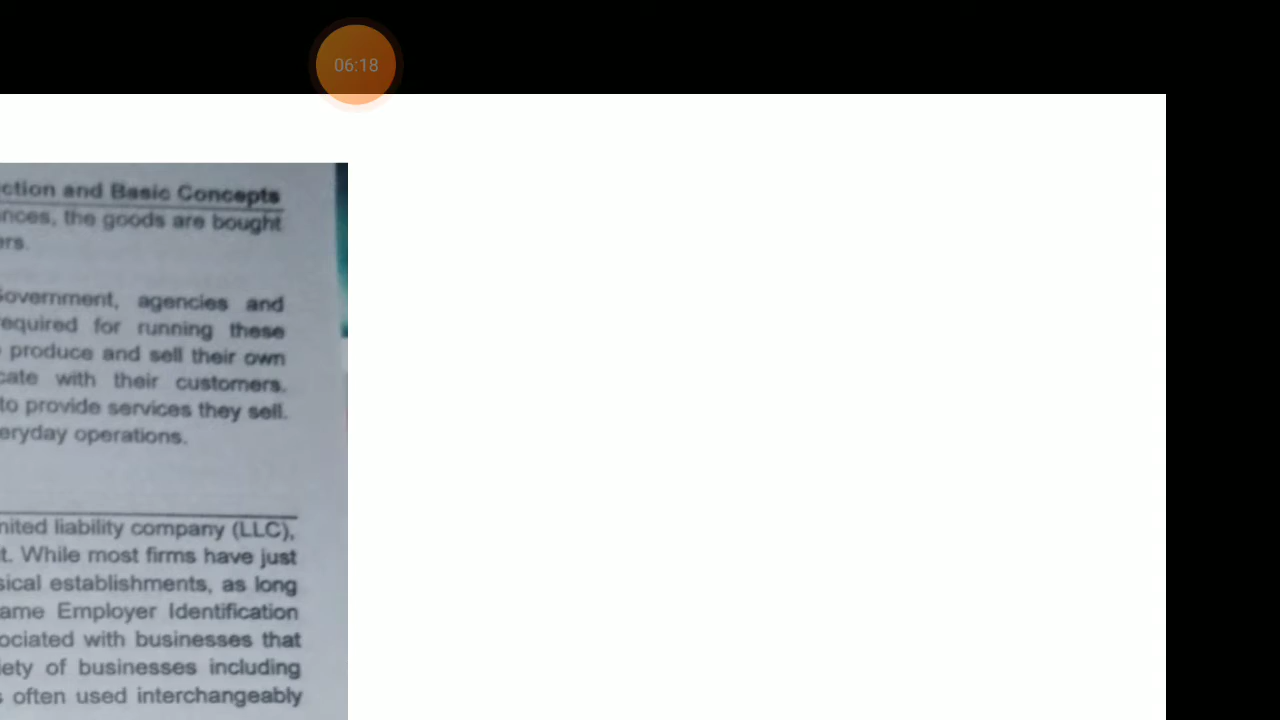 06:18
ction and Basic Concepts
nces, the goods are bought
ers.
Government, agencies and
equired for running these
produce and sell their own
cate with their customers.
to provide services they sell.
eryday operations.
nited liability company (LLC),
t. While most firms have just
sical establishments, as long
ame Employer Identification
ociated with businesses that
iety of businesses including
s often used interchangeably